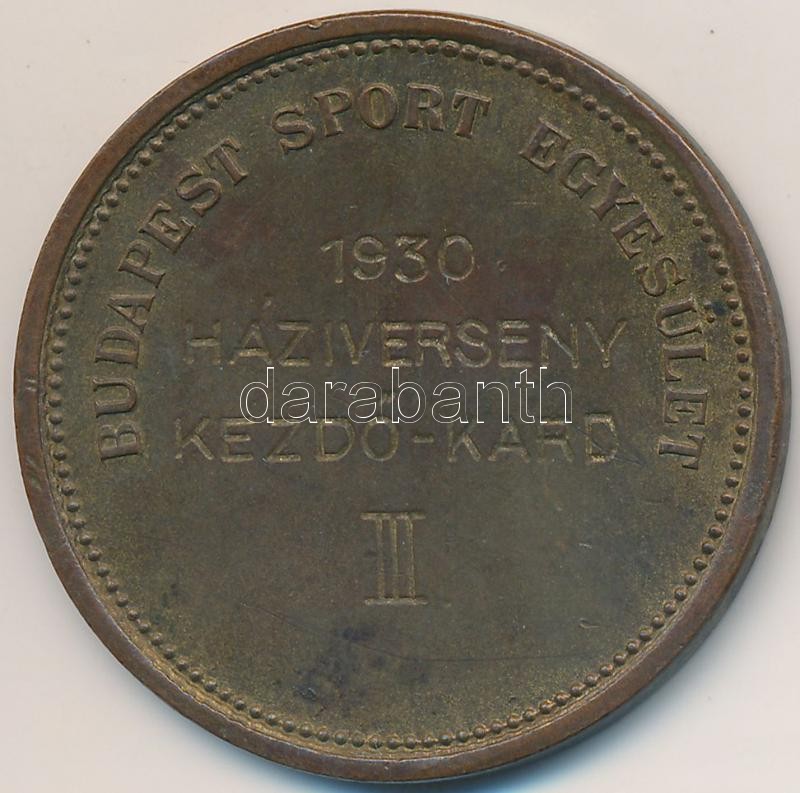 BUDAPEST SPORT EGYESÜLET
1930
HÁZIVERSENY
darabanth
KEZDŐ-KARD
III